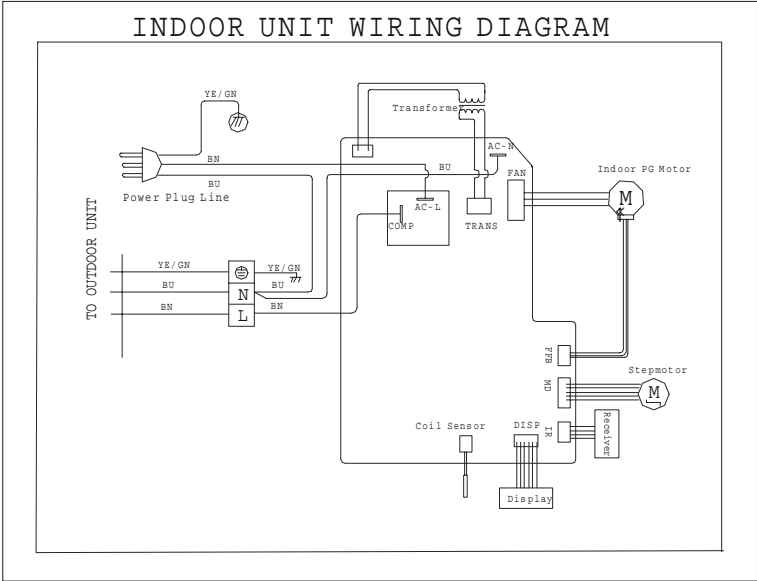 INDOOR UNIT WIRING DIAGRAM
YE/GN
Transformer
AC-N
BN
BU
Indoor PG Motor
FAN
M
BU
Power Plug Line
AC-L
COMP
TRANS
TO OUTDOOR UNIT
YE/GN
YE/GN
BU
N
BU
BN
L
BN
FFB
Stepmotor
MD
M
Coil Sensor
DISP
IR
Receiver
Display